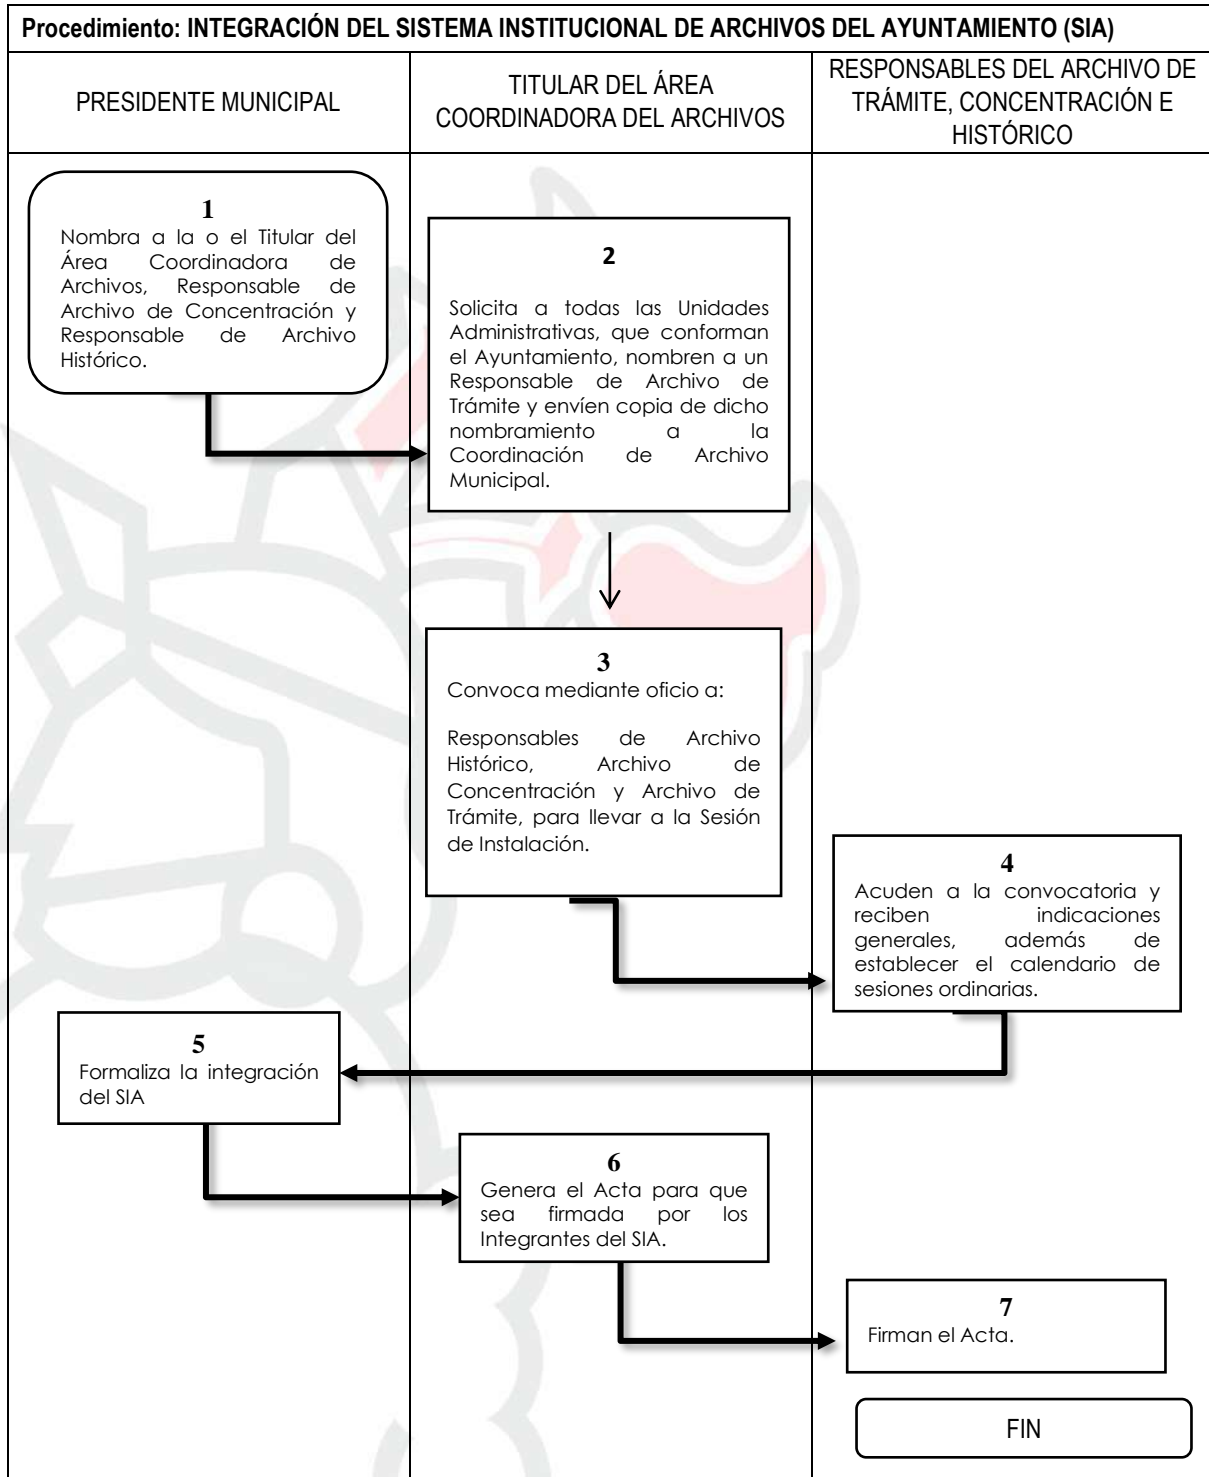 Procedimiento: INTEGRACIÓN DEL SISTEMA INSTITUCIONAL DE ARCHIVOS DEL AYUNTAMIENTO (SIA)
PRESIDENTE MUNICIPAL
TITULAR DEL ÁREA
COORDINADORA DEL ARCHIVOS
RESPONSABLES DEL ARCHIVO DE
TRÁMITE, CONCENTRACIÓN E
HISTÓRICO
1
Nombra a la o el Titular del
Área Coordinadora de
Archivos, Responsable de
Archivo de Concentración y
Responsable de Archivo
Histórico.
2
Solicita a todas las Unidades
Administrativas, que conforman
el Ayuntamiento, nombren a un
Responsable de Archivo de
Trámite y envíen copia de dicho
nombramiento a la
Coordinación de Archivo
Municipal.
3
Convoca mediante oficio a:
Responsables de Archivo
Histórico, Archivo de
Concentración y Archivo de
Trámite, para llevar a la Sesión
de Instalación.
4
Acuden a la convocatoria y
reciben indicaciones
generales, además de
establecer el calendario de
sesiones ordinarias.
5
Formaliza la integración
del SIA
6
Genera el Acta para que
sea firmada por los
Integrantes del SIA.
7
Firman el Acta.
FIN